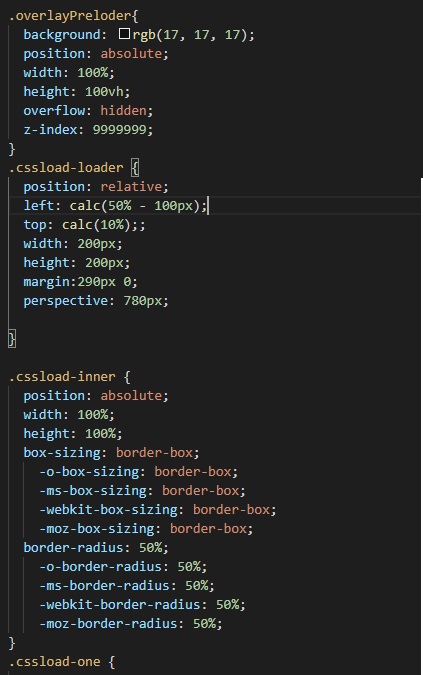 .overlayPreloder{
  background: rgb(17, 17, 17);
  position: absolute;
  width: 100%;
  height: 100vh;
  overflow: hidden;
  z-index: 9999999;
}
.cssload-loader {
  position: relative;
  left: calc(50% - 100px);
  top: calc(10%);;
  width: 200px;
  height: 200px;
  margin:290px 0;
  perspective: 780px;

}

.cssload-inner {
  position: absolute;
  width: 100%;
  height: 100%;
  box-sizing: border-box;
    -o-box-sizing: border-box;
    -ms-box-sizing: border-box;
    -webkit-box-sizing: border-box;
    -moz-box-sizing: border-box;
  border-radius: 50%;
    -o-border-radius: 50%;
    -ms-border-radius: 50%;
    -webkit-border-radius: 50%;
    -moz-border-radius: 50%;
}
.cssload-one {